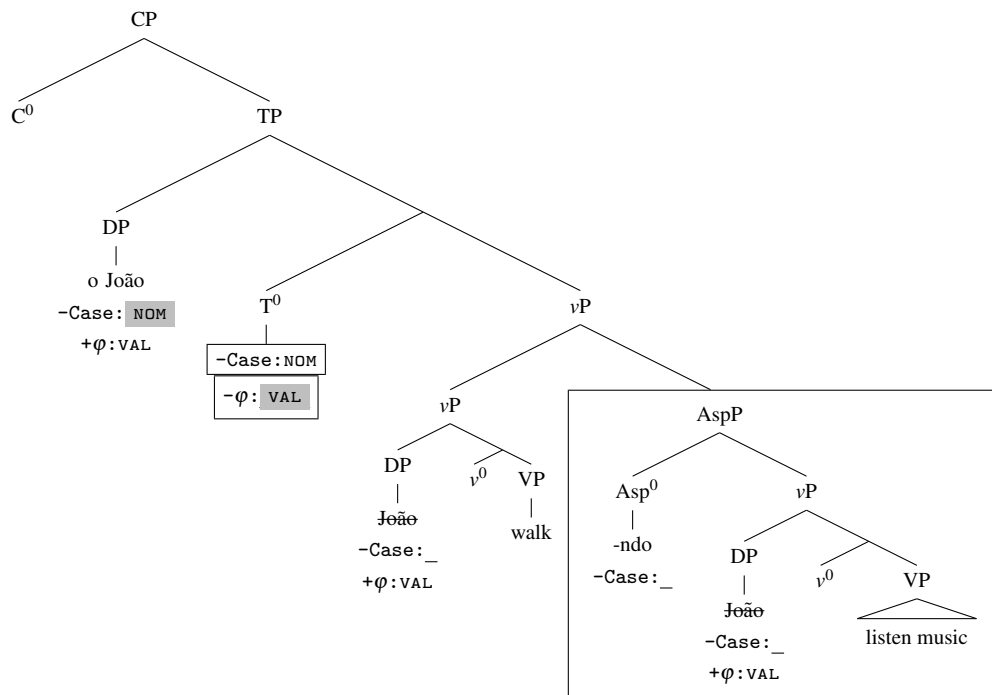 CP
C⁰
TP
DP
o João
-Case: NOM
+φ:VAL
T⁰
-Case:NOM
-φ: VAL
vP
vP
DP
João
-Case:_
+φ:VAL
v⁰
VP
walk
AspP
Asp⁰
-ndo
-Case:_
vP
DP
João
-Case:_
+φ:VAL
v⁰
VP
listen music